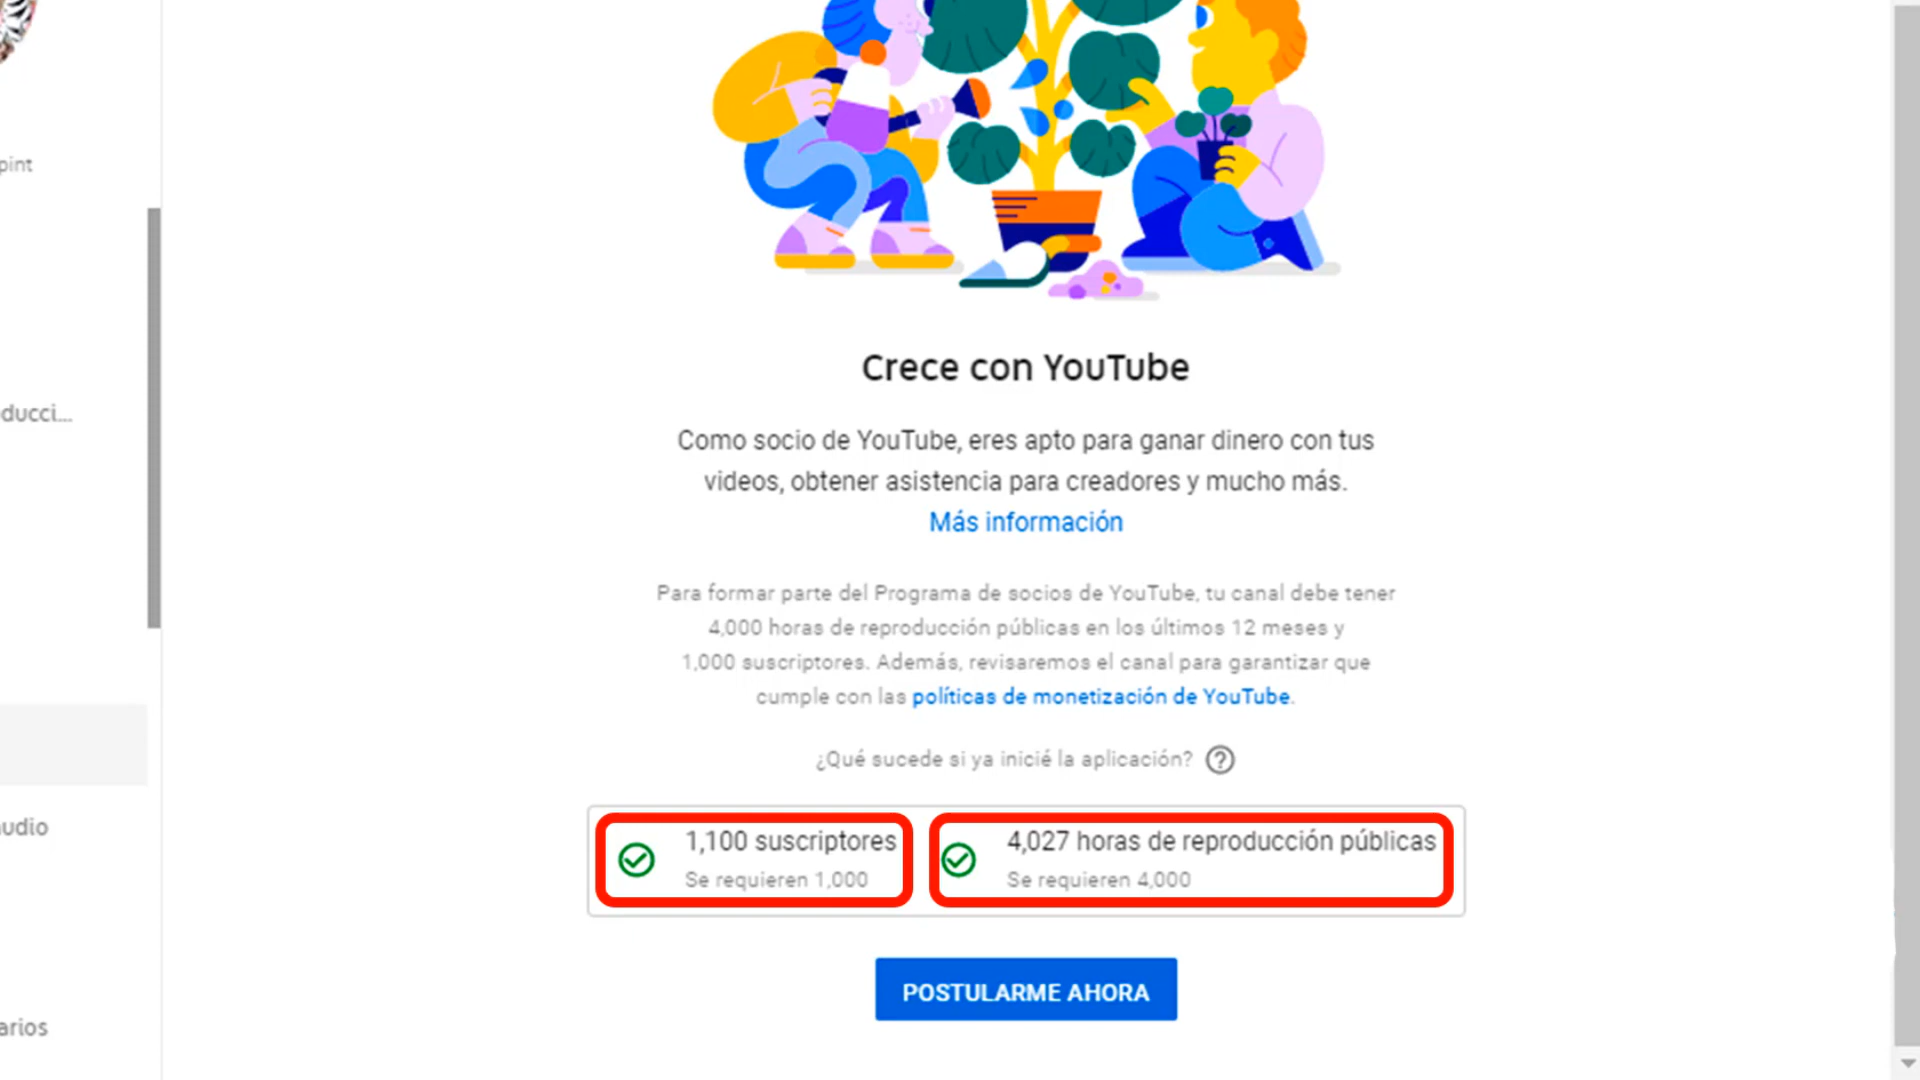 pint
ducci...
udio
arios
Crece con YouTube
Como socio de YouTube, eres apto para ganar dinero con tus
videos, obtener asistencia para creadores y mucho más.
Más información
Para formar parte del Programa de socios de YouTube, tu canal debe tener
4,000 horas de reproducción públicas en los últimos 12 meses y
1,000 suscriptores. Además, revisaremos el canal para garantizar que
cumple con las políticas de monetización de YouTube.
¿Qué sucede si ya inicié la aplicación? ?
1,100 suscriptores
Se requieren 1,000
4,027 horas de reproducción públicas
Se requieren 4,000
POSTULARME AHORA